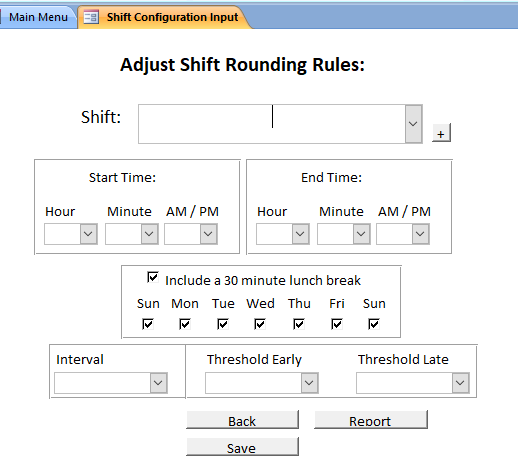 Main Menu Shift Configuration Input
Adjust Shift Rounding Rules:
Shift:
+
Start Time:
Hour Minute AM / PM
End Time:
Hour Minute AM / PM
Include a 30 minute lunch break
Sun Mon Tue Wed Thu Fri Sun
Interval Threshold Early Threshold Late
Back Report
Save